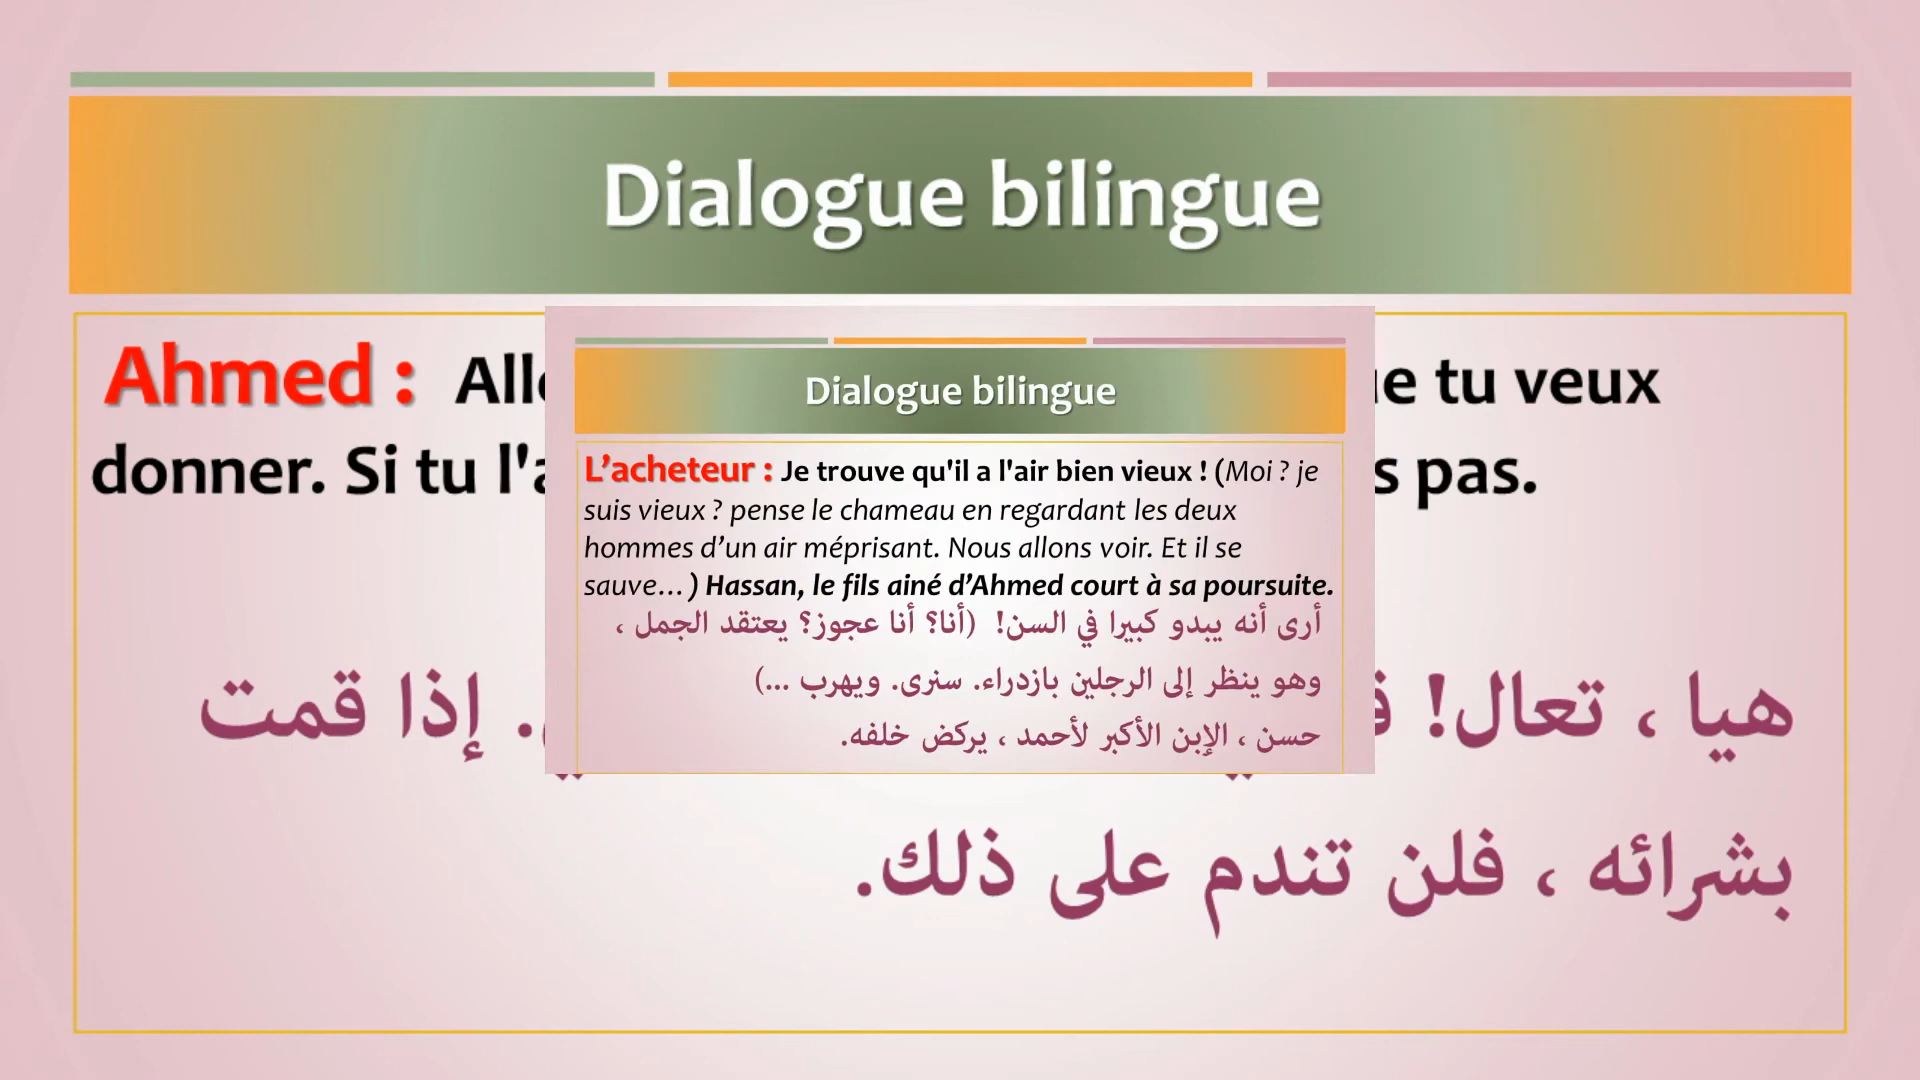 Dialogue bilingue
Ahmed : tu veux
donner. Si tu pas.
هيا ، تعال! إذا قمت
بشرائه ، فلن تندم على ذلك.
Dialogue bilingue
L’acheteur : Je trouve qu'il a l'air bien vieux ! (Moi ? je
suis vieux ? pense le chameau en regardant les deux
hommes d’un air méprisant. Nous allons voir. Et il se
sauve…) Hassan, le fils ainé d’Ahmed court à sa poursuite.
أرى أنه يبدو كبيرا في السن! (أنا؟ أنا عجوز؟ يعتقد الجمل ،
وهو ينظر إلى الرجلين بازدراء. سنرى. ويهرب ...)
حسن ، الإبن الأكبر لأحمد ، يركض خلفه.